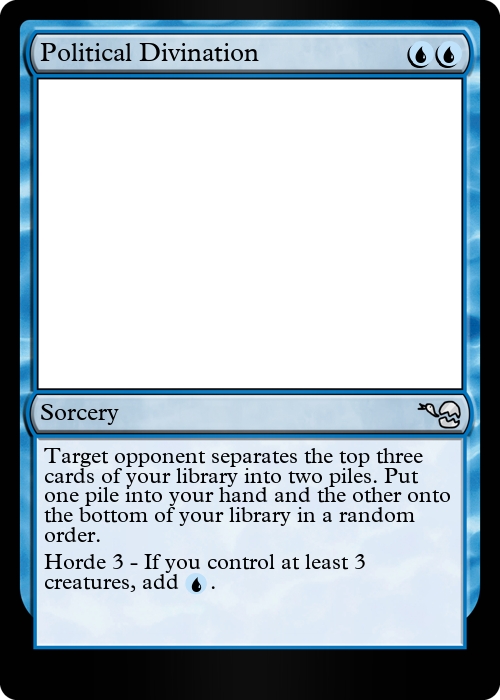 Political Divination
Sorcery
Target opponent separates the top three
cards of your library into two piles. Put
one pile into your hand and the other onto
the bottom of your library in a random
order.
Horde 3 - If you control at least 3
creatures, add .